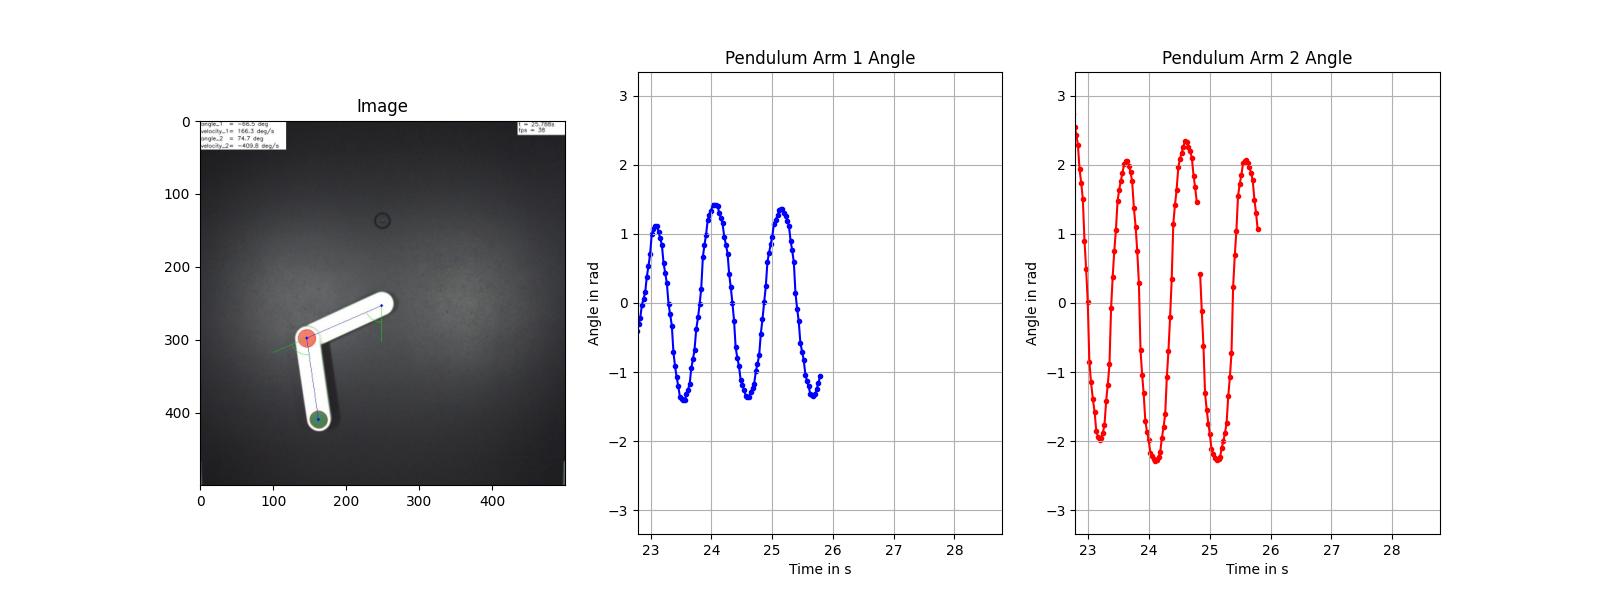 Image
angle_1 = -66.5 deg
velocity_1= 166.3 deg/s
angle_2 = 74.7 deg
velocity_2= -409.8 deg/s
t = 25.788s
fps = 38
0
100
200
300
400
0 100 200 300 400
Pendulum Arm 1 Angle
Angle in rad
3
2
1
0
−1
−2
−3
23 24 25 26 27 28
Time in s
Pendulum Arm 2 Angle
Angle in rad
3
2
1
0
−1
−2
−3
23 24 25 26 27 28
Time in s